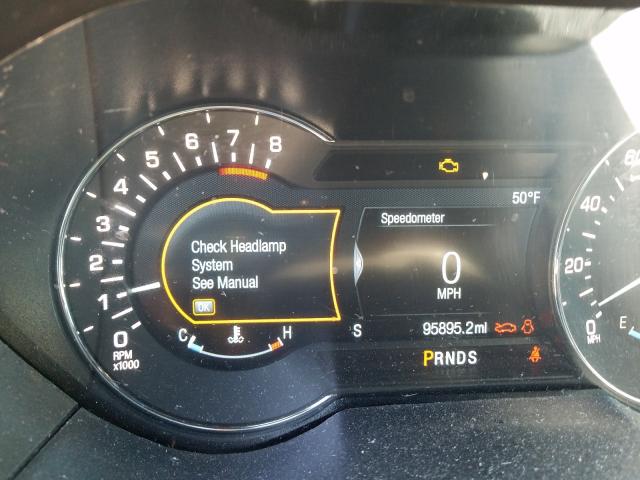 0
1
2
3
4
5
6
7
8
RPM
x1000
Check Headlamp
System
See Manual
OK
C
H
50°F
Speedometer
0
MPH
S
95895.2mi
PRNDS
60
40
20
0
MPH
E